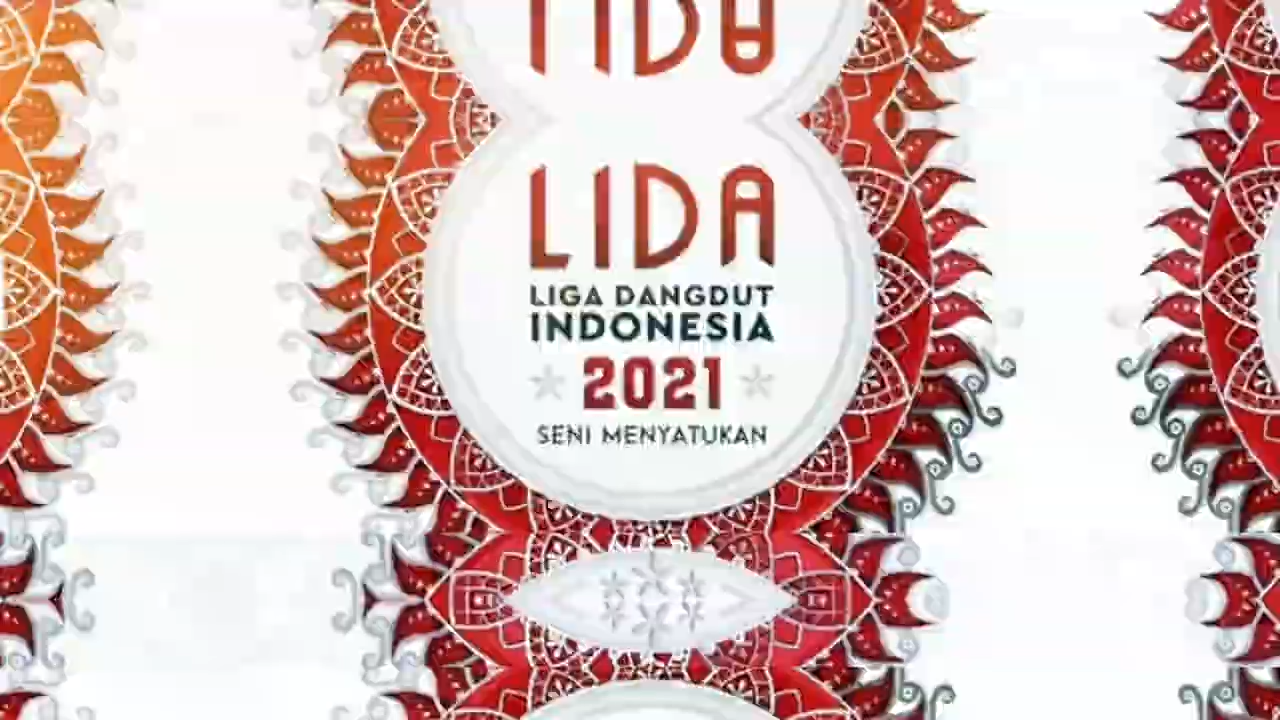 LIDA
LIGA DANGDUT
INDONESIA
2021
SENI MENYATUKAN